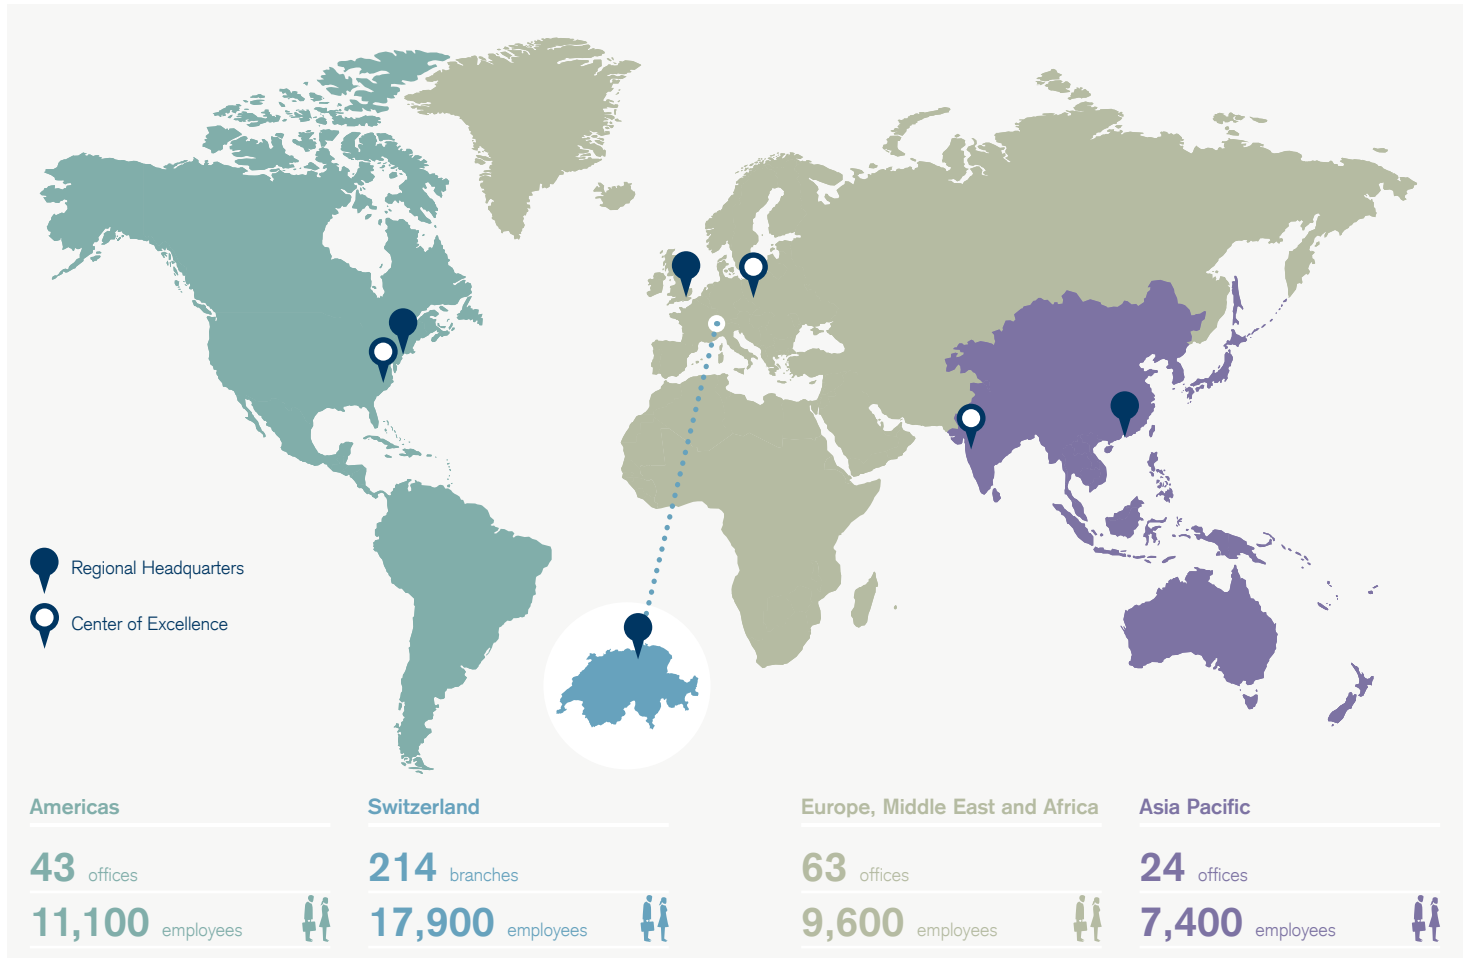 Regional Headquarters
Center of Excellence
Americas
43 offices
11,100 employees
Switzerland
214 branches
17,900 employees
Europe, Middle East and Africa
63 offices
9,600 employees
Asia Pacific
24 offices
7,400 employees